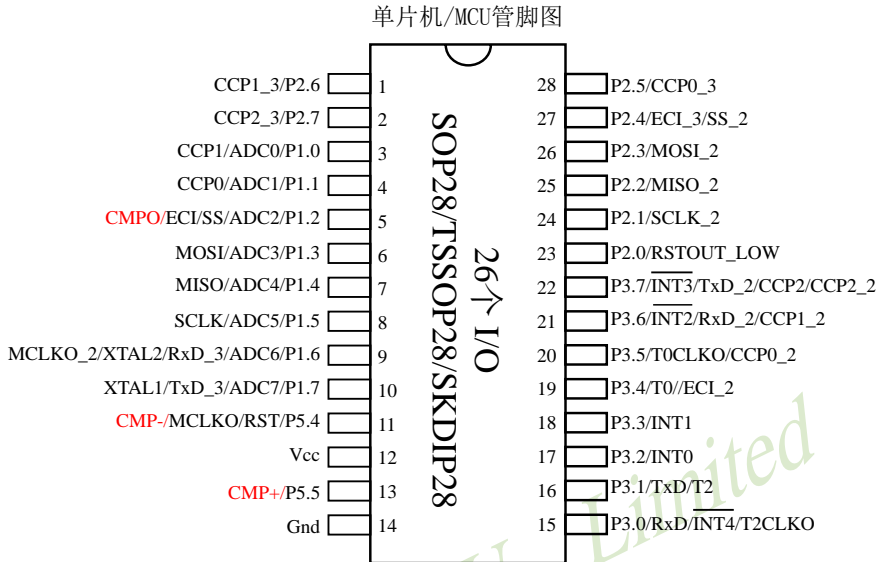 单片机/MCU管脚图
CCP1_3/P2.6 1
CCP2_3/P2.7 2
CCP1/ADC0/P1.0 3
CCP0/ADC1/P1.1 4
CMPO/ECI/SS/ADC2/P1.2 5
MOSI/ADC3/P1.3 6
MISO/ADC4/P1.4 7
SCLK/ADC5/P1.5 8
MCLKO_2/XTAL2/RxD_3/ADC6/P1.6 9
XTAL1/TxD_3/ADC7/P1.7 10
CMP-/MCLKO/RST/P5.4 11
Vcc 12
CMP+/P5.5 13
Gnd 14
SOP28/TSSOP28/SKDIP28
26个 I/O
28 P2.5/CCP0_3
27 P2.4/ECI_3/SS_2
26 P2.3/MOSI_2
25 P2.2/MISO_2
24 P2.1/SCLK_2
23 P2.0/RSTOUT_LOW
22 P3.7/INT3/TxD_2/CCP2/CCP2_2
21 P3.6/INT2/RxD_2/CCP1_2
20 P3.5/T0CLKO/CCP0_2
19 P3.4/T0//ECI_2
18 P3.3/INT1
17 P3.2/INT0
16 P3.1/TxD/T2
15 P3.0/RxD/INT4/T2CLKO
Limited